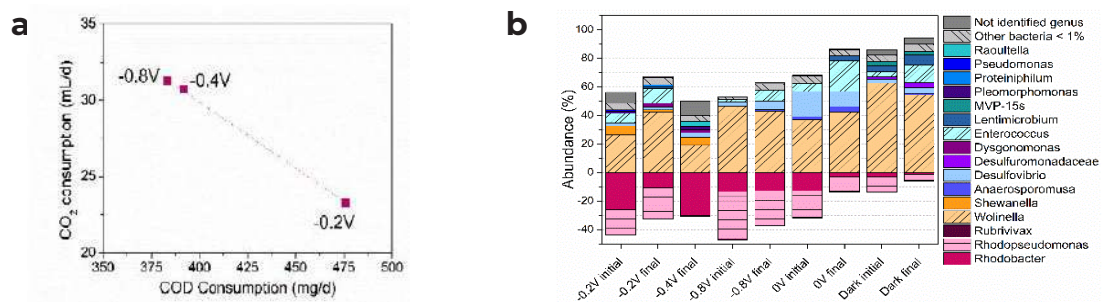 a
35
30
25
20
CO2 consumption (mL/d)
-0.8V
-0.4V
-0.2V
350
375
400
425
450
475
500
COD Consumption (mg/d)
b
80
60
40
20
0
-20
-40
Abundance (%)
-0.2V initial
-0.2V final
-0.4V final
-0.8V initial
-0.8V final
0V initial
0V final
Dark initial
Dark final
Not identified genus
Other bacteria < 1%
Raoultella
Pseudomonas
Proteiniphilum
Pleomorphomonas
MVP-15s
Lentimicrobium
Enterococcus
Dysgonomonas
Desulfuromonadaceae
Desulfovibrio
Anaerosporomusa
Shewanella
Wolinella
Rubrivivax
Rhodopseudomonas
Rhodobacter